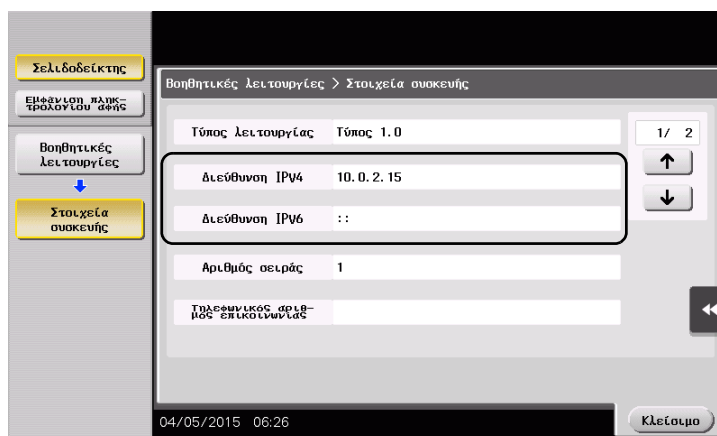 Σελιδοδείκτης
Εμφάνιση πληκ-
τρολογίου αφής
Βοηθητικές
λειτουργίες
Στοιχεία
συσκευής
Βοηθητικές λειτουργίες > Στοιχεία συσκευής
Τύπος λειτουργίας Τύπος 1.0
1/ 2
Διεύθυνση IPv4 10.0.2.15
Διεύθυνση IPv6 ::
Αριθμός σειράς 1
Τηλεφωνικός αριθ-
μός επικοινωνίας
04/05/2015 06:26
Κλείσιμο